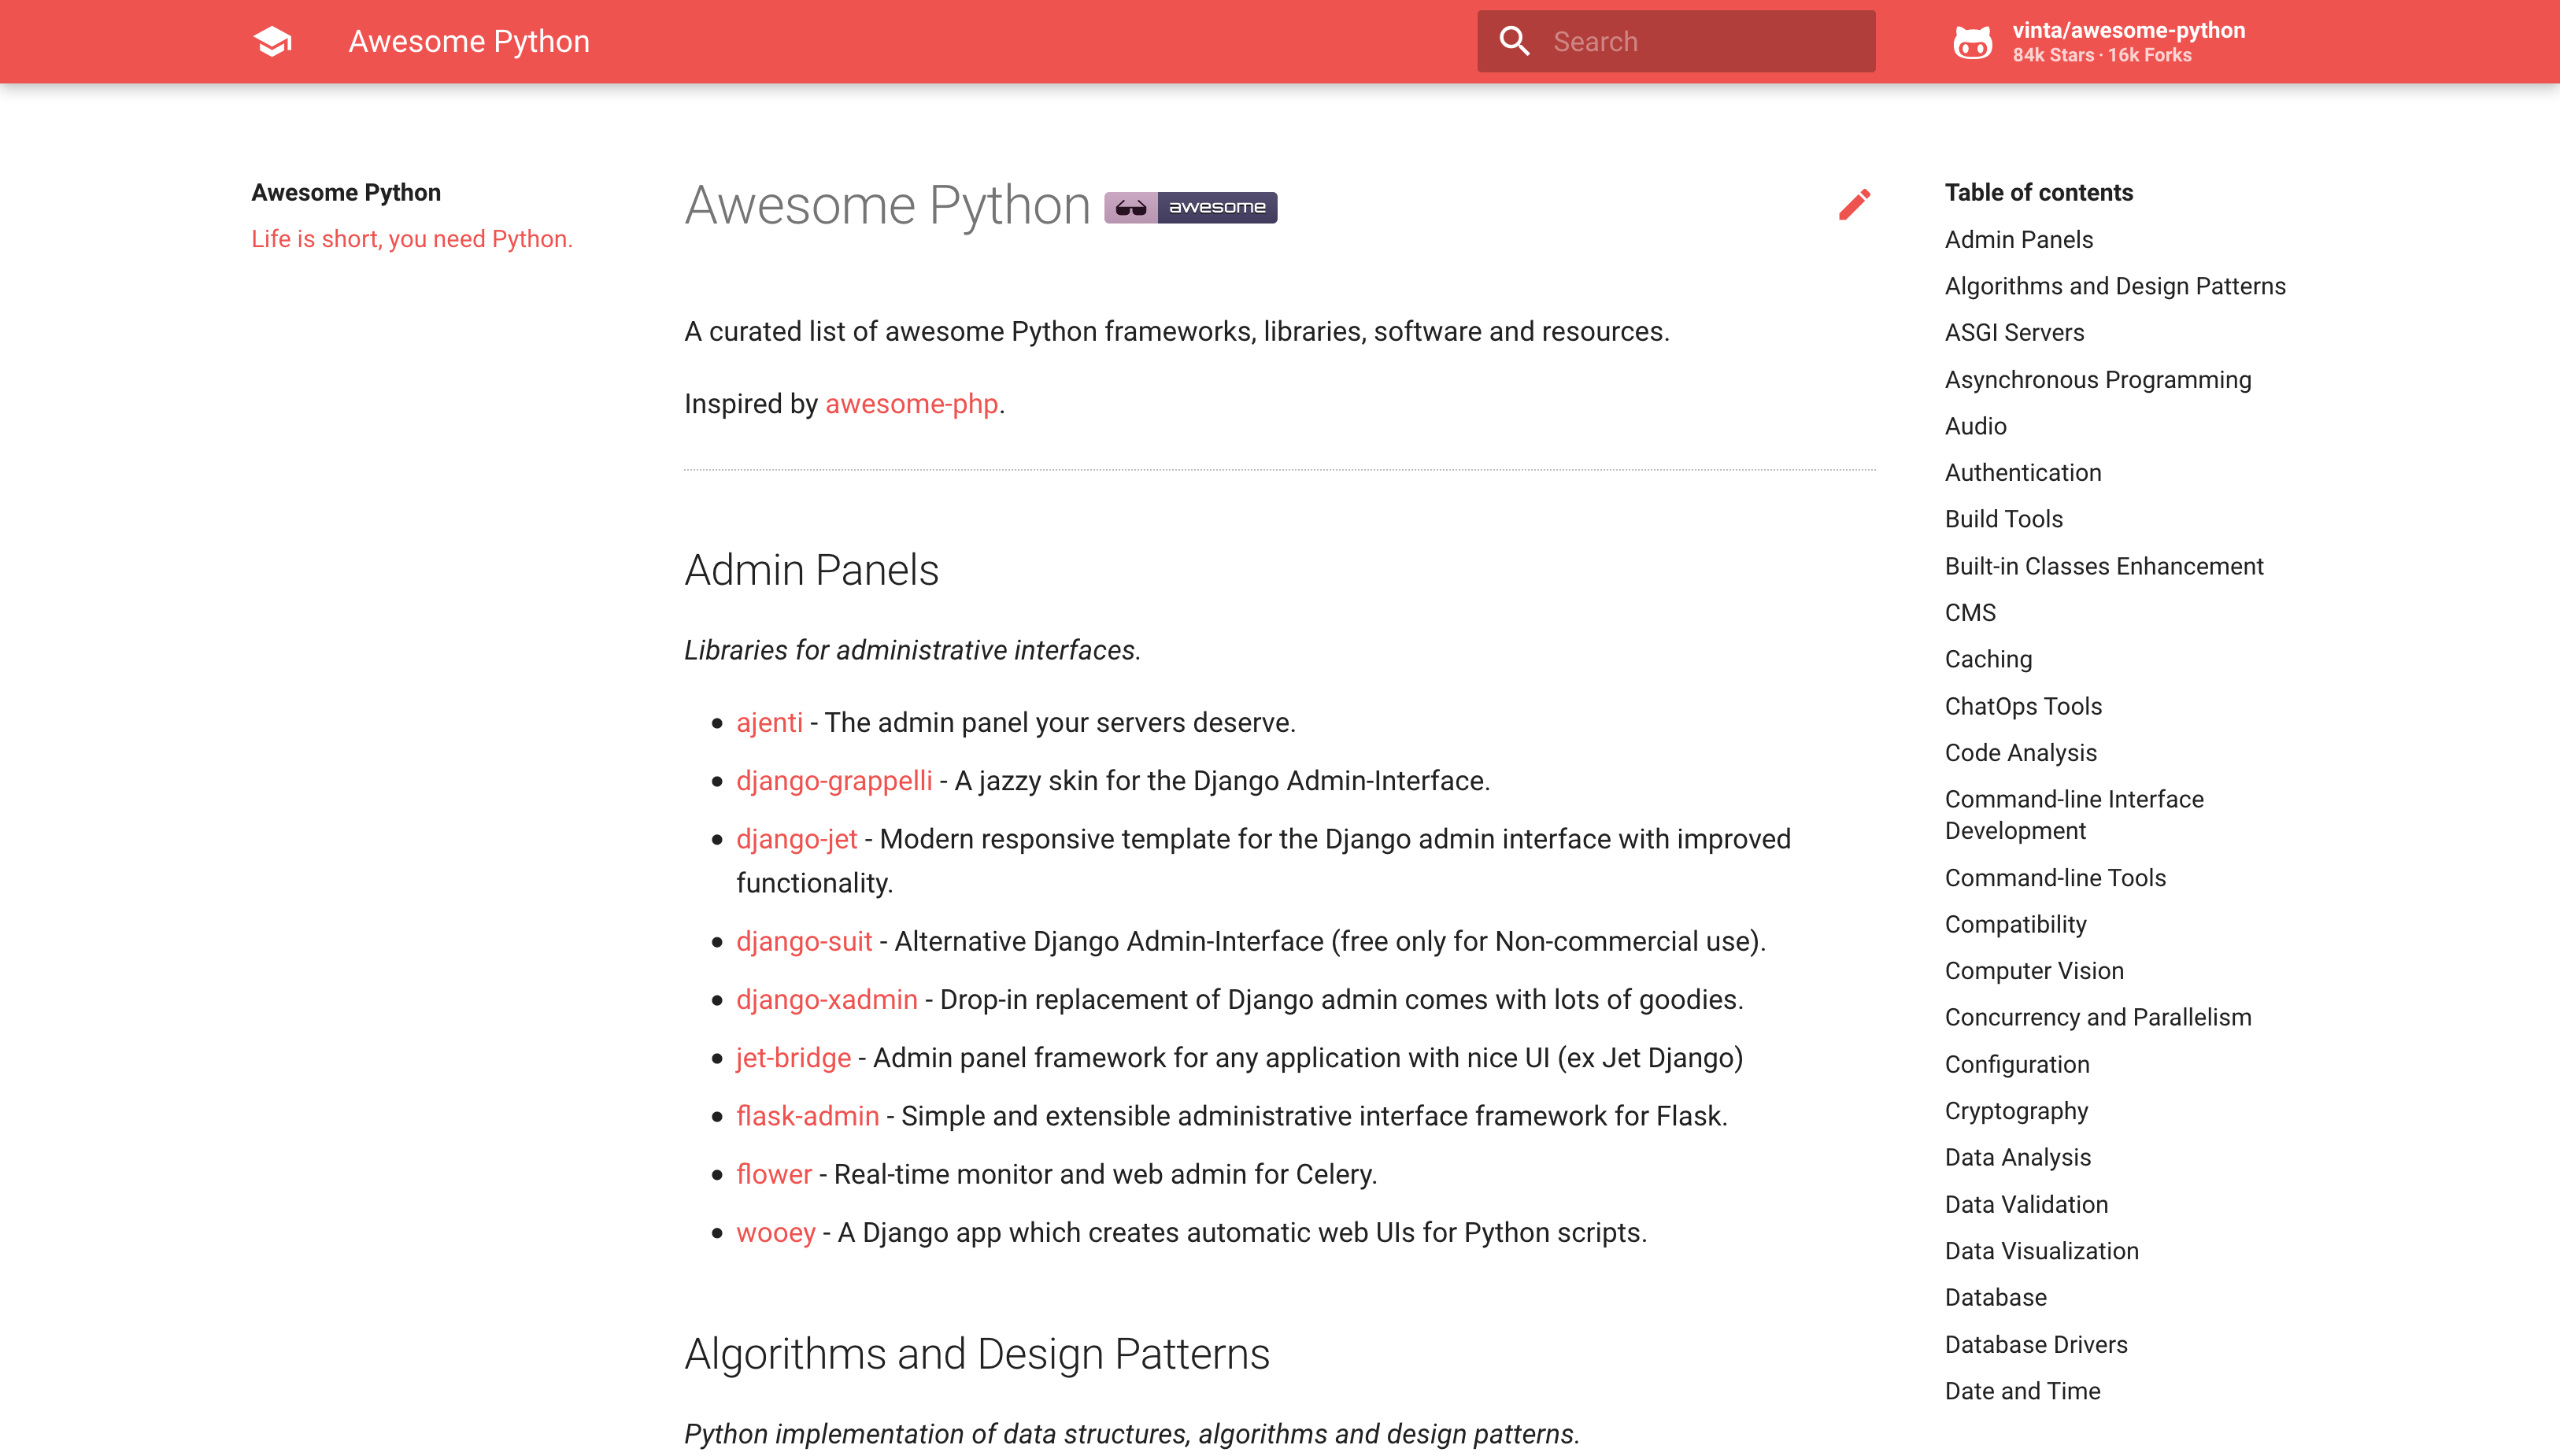 Awesome Python
Search
vinta/awesome-python
84k Stars · 16k Forks
Awesome Python
Life is short, you need Python.
Awesome Python awesome
A curated list of awesome Python frameworks, libraries, software and resources.
Inspired by awesome-php.
Admin Panels
Libraries for administrative interfaces.
• ajenti - The admin panel your servers deserve.
• django-grappelli - A jazzy skin for the Django Admin-Interface.
• django-jet - Modern responsive template for the Django admin interface with improved
functionality.
• django-suit - Alternative Django Admin-Interface (free only for Non-commercial use).
• django-xadmin - Drop-in replacement of Django admin comes with lots of goodies.
• jet-bridge - Admin panel framework for any application with nice UI (ex Jet Django)
• flask-admin - Simple and extensible administrative interface framework for Flask.
• flower - Real-time monitor and web admin for Celery.
• wooey - A Django app which creates automatic web UIs for Python scripts.
Algorithms and Design Patterns
Python implementation of data structures, algorithms and design patterns.
Table of contents
Admin Panels
Algorithms and Design Patterns
ASGI Servers
Asynchronous Programming
Audio
Authentication
Build Tools
Built-in Classes Enhancement
CMS
Caching
ChatOps Tools
Code Analysis
Command-line Interface
Development
Command-line Tools
Compatibility
Computer Vision
Concurrency and Parallelism
Configuration
Cryptography
Data Analysis
Data Validation
Data Visualization
Database
Database Drivers
Date and Time